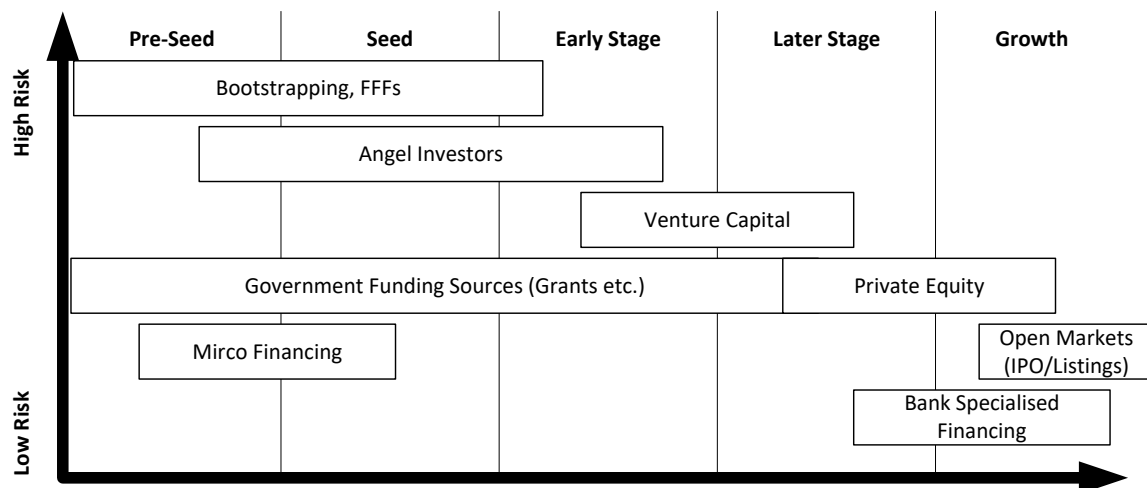 Pre-Seed
Seed
Early Stage
Later Stage
Growth
High Risk
Bootstrapping, FFFs
Angel Investors
Venture Capital
Government Funding Sources (Grants etc.)
Private Equity
Mirco Financing
Open Markets
(IPO/Listings)
Low Risk
Bank Specialised
Financing